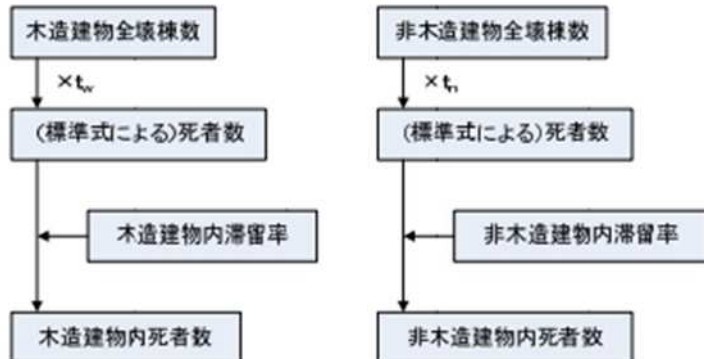 木造建物全壊棟数
×tw
(標準式による)死者数
木造建物内滞留率
木造建物内死者数
非木造建物全壊棟数
×tn
(標準式による)死者数
非木造建物内滞留率
非木造建物内死者数